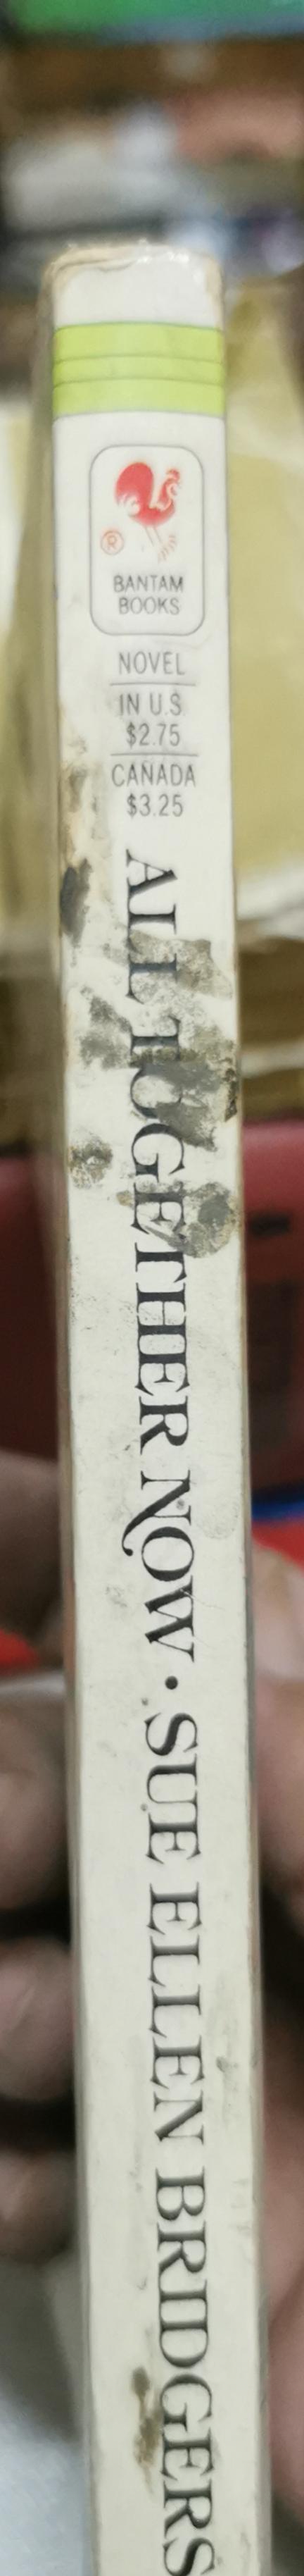 ®
BANTAM
BOOKS
NOVEL
IN U.S.
$2.75
CANADA
$3.25
ALL TOGETHER NOW · SUE ELLEN BRIDGERS